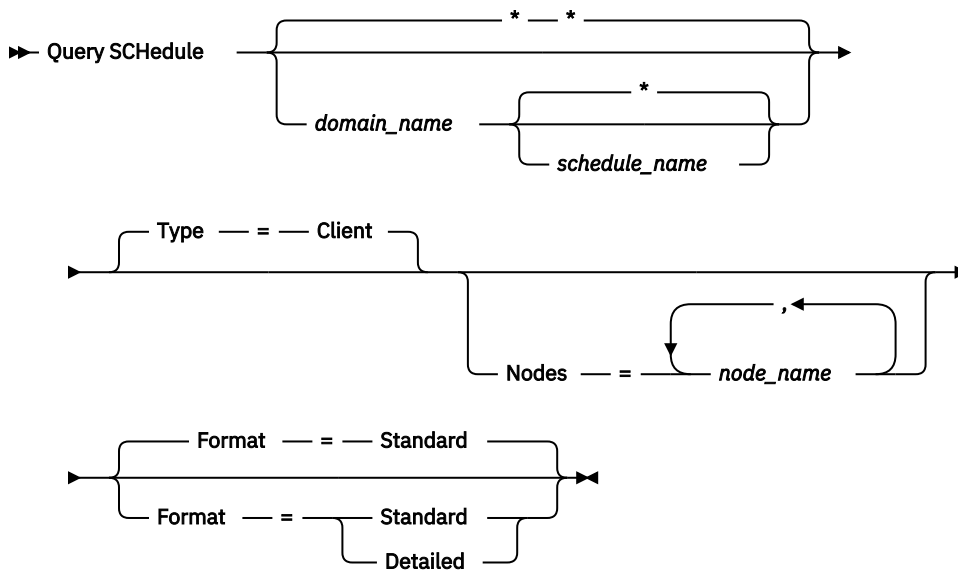 * *
Query SCHedule
*
domain_name
schedule_name
Type = Client
,
Nodes = node_name
Format = Standard
Format = Standard
Detailed